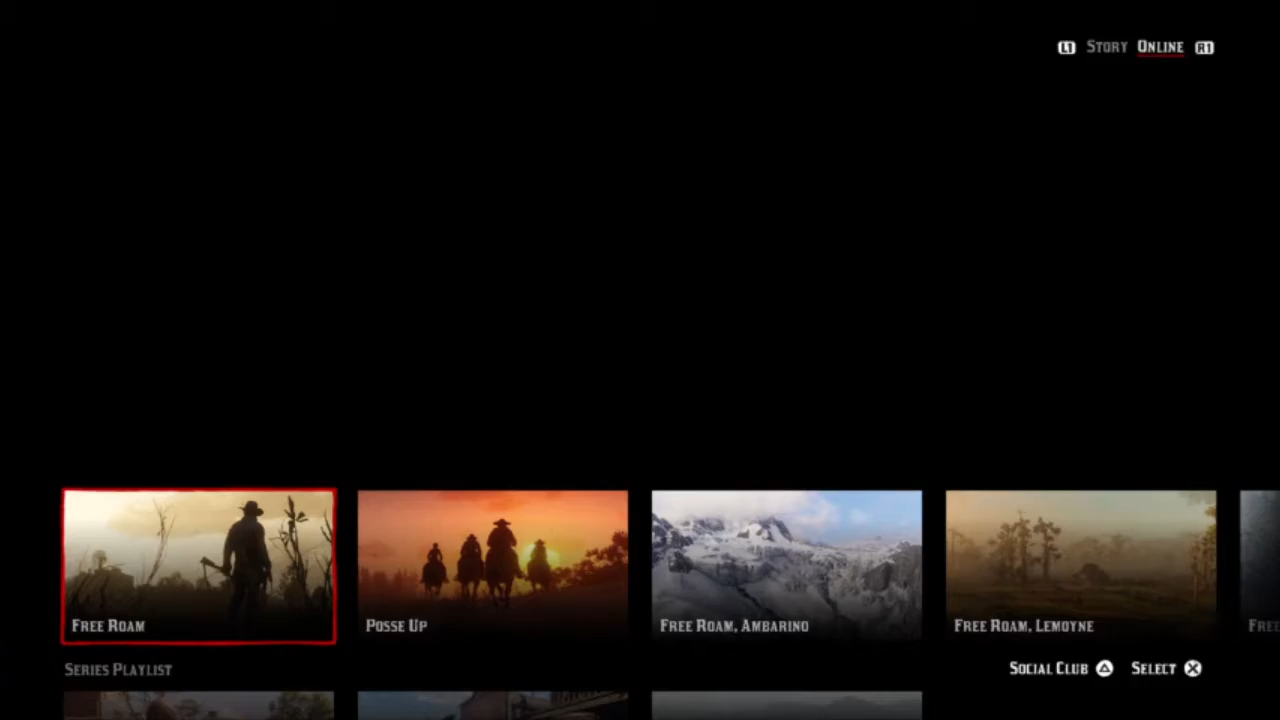 L1 STORY ONLINE R1
FREE ROAM
POSSE UP
FREE ROAM, AMBARINO
FREE ROAM, LEMOYNE
FREE
SERIES PLAYLIST
SOCIAL CLUB SELECT